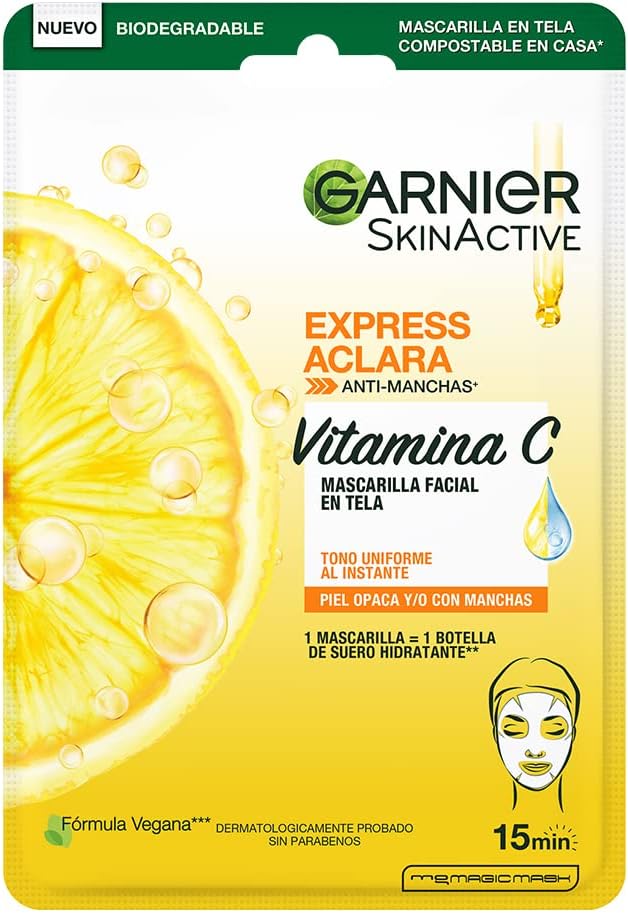 NUEVO
BIODEGRADABLE
MASCARILLA EN TELA
COMPOSTABLE EN CASA*
GARNIER
SKINACTIVE
EXPRESS
ACLARA
ANTI-MANCHAS+
Vitamina C
MASCARILLA FACIAL
EN TELA
TONO UNIFORME
AL INSTANTE
PIEL OPACA Y/O CON MANCHAS
1 MASCARILLA = 1 BOTELLA
DE SUERO HIDRATANTE**
Fórmula Vegana***
DERMATOLOGICAMENTE PROBADO
SIN PARABENOS
15min
MAGIC MASK